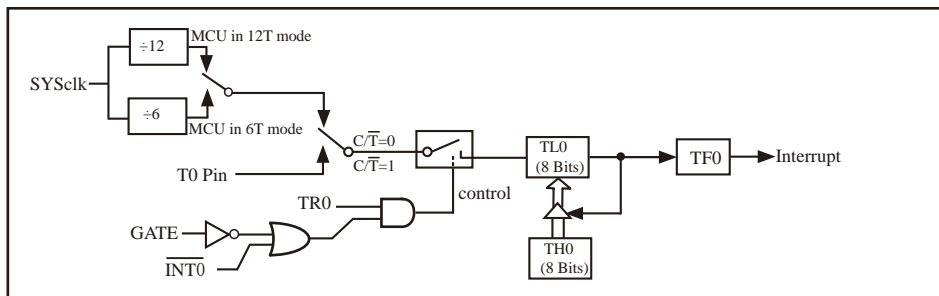 MCU in 12T mode
÷12
SYSclk
÷6
MCU in 6T mode
C/T̅=0
C/T̅=1
T0 Pin
TL0
(8 Bits)
TF0
Interrupt
control
TR0
GATE
I̅N̅T̅0̅
TH0
(8 Bits)